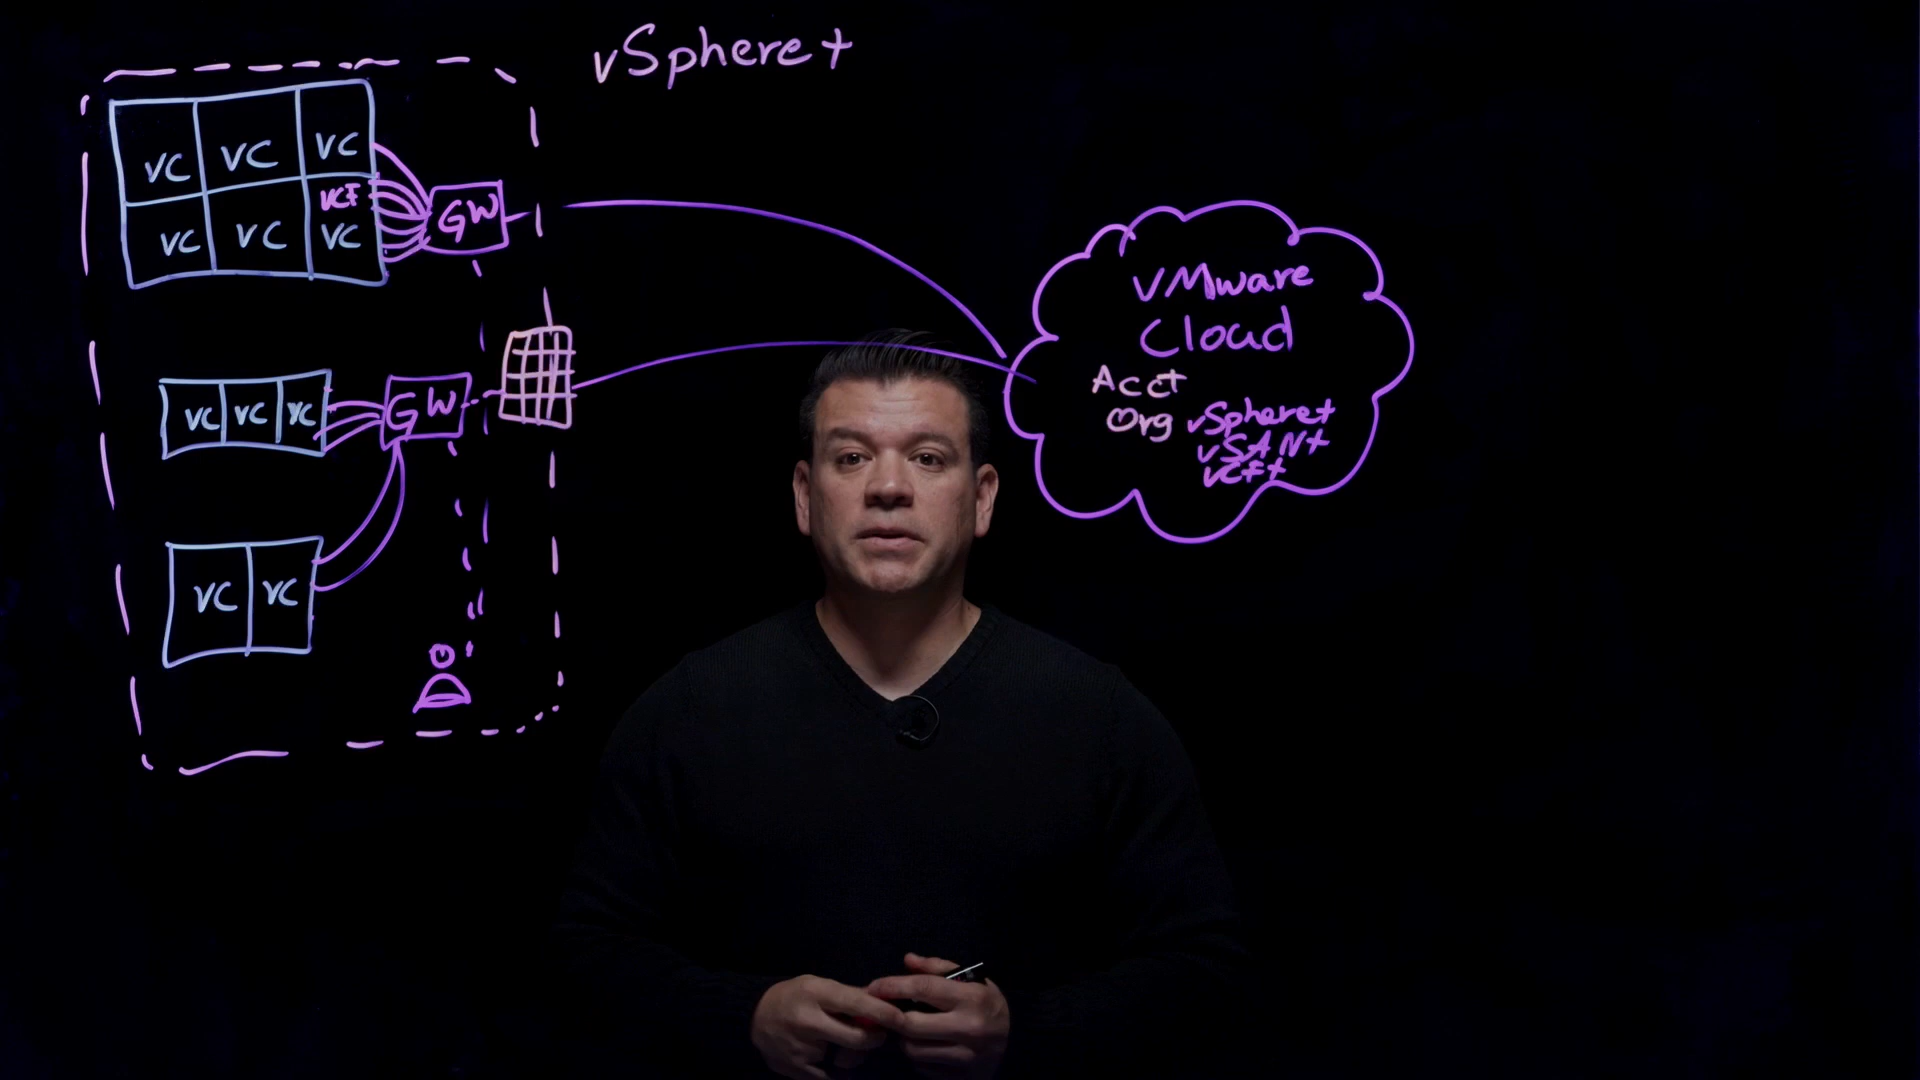 vSphere+
VC VC VC
VCF
VC VC VC
GW
VC VC VC
GW
VC VC
VMware
Cloud
Acct
Org
vSphere+
vSAN+
VCF+